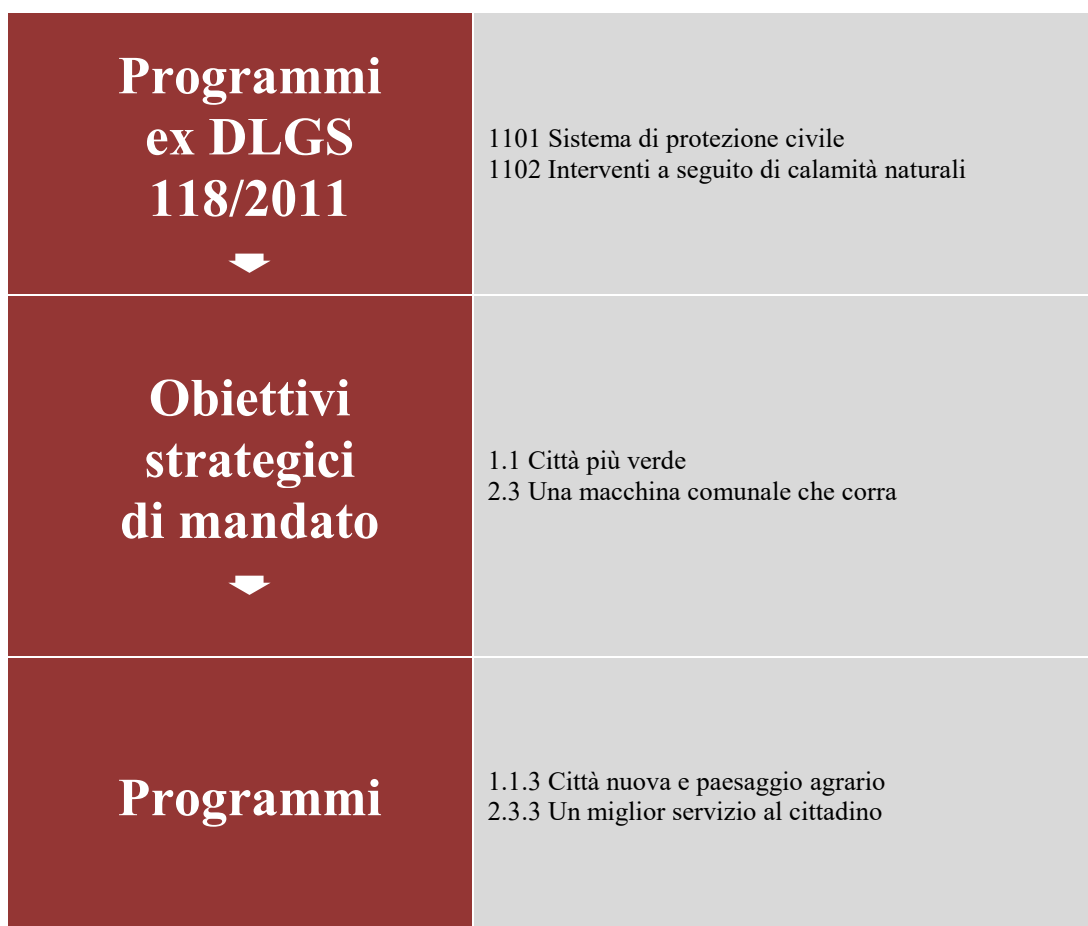 Programmi
ex DLGS
118/2011
1101 Sistema di protezione civile
1102 Interventi a seguito di calamità naturali
Obiettivi
strategici
di mandato
1.1 Città più verde
2.3 Una macchina comunale che corra
Programmi
1.1.3 Città nuova e paesaggio agrario
2.3.3 Un miglior servizio al cittadino